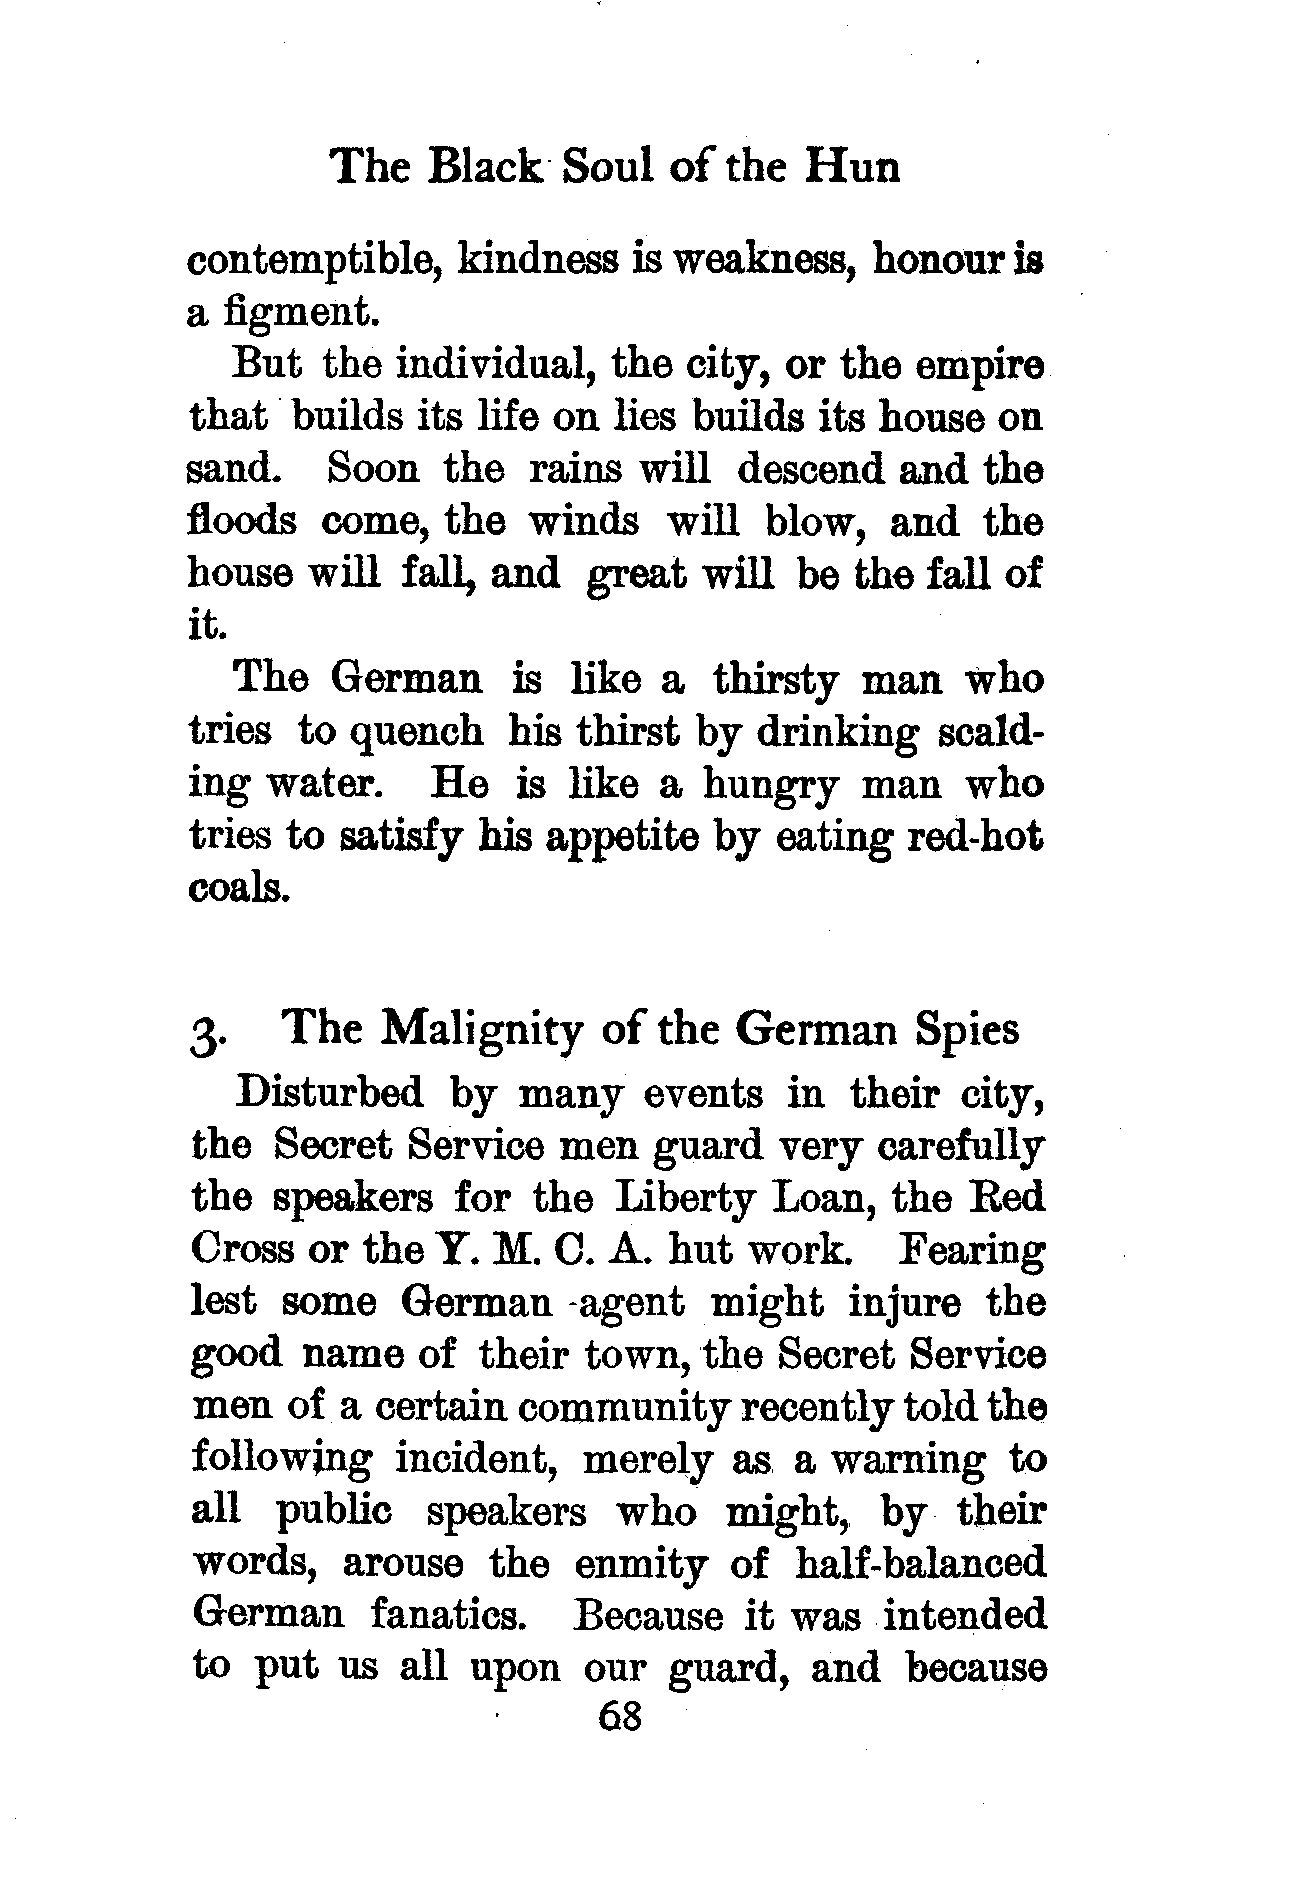 The Black Soul of the Hun
contemptible, kindness is weakness, honour is
a figment.
But the individual, the city, or the empire
that builds its life on lies builds its house on
sand. Soon the rains will descend and the
floods come, the winds will blow, and the
house will fall, and great will be the fall of
it.
The German is like a thirsty man who
tries to quench his thirst by drinking scald-
ing water. He is like a hungry man who
tries to satisfy his appetite by eating red-hot
coals.
3. The Malignity of the German Spies
Disturbed by many events in their city,
the Secret Service men guard very carefully
the speakers for the Liberty Loan, the Red
Cross or the Y. M. C. A. hut work. Fearing
lest some German agent might injure the
good name of their town, the Secret Service
men of a certain community recently told the
following incident, merely as a warning to
all public speakers who might, by their
words, arouse the enmity of half-balanced
German fanatics. Because it was intended
to put us all upon our guard, and because
68